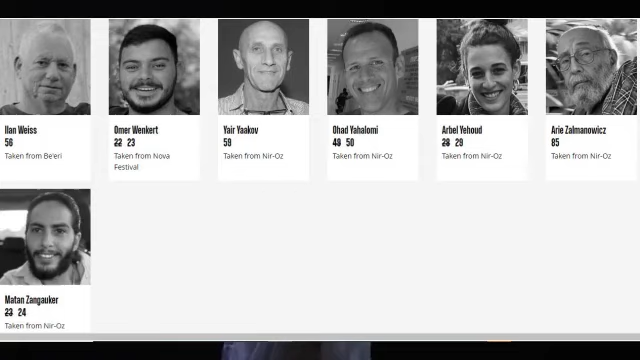 Ilan Weiss
56
Taken from Be'eri
Omer Wenkert
22 23
Taken from Nova
Festival
Yair Yaakov
59
Taken from Nir-Oz
Ohad Yahalomi
49 50
Taken from Nir-Oz
Arbel Yehoud
28 29
Taken from Nir-Oz
Arie Zalmanowicz
85
Taken from Nir-Oz
Matan Zangauker
23 24
Taken from Nir-Oz